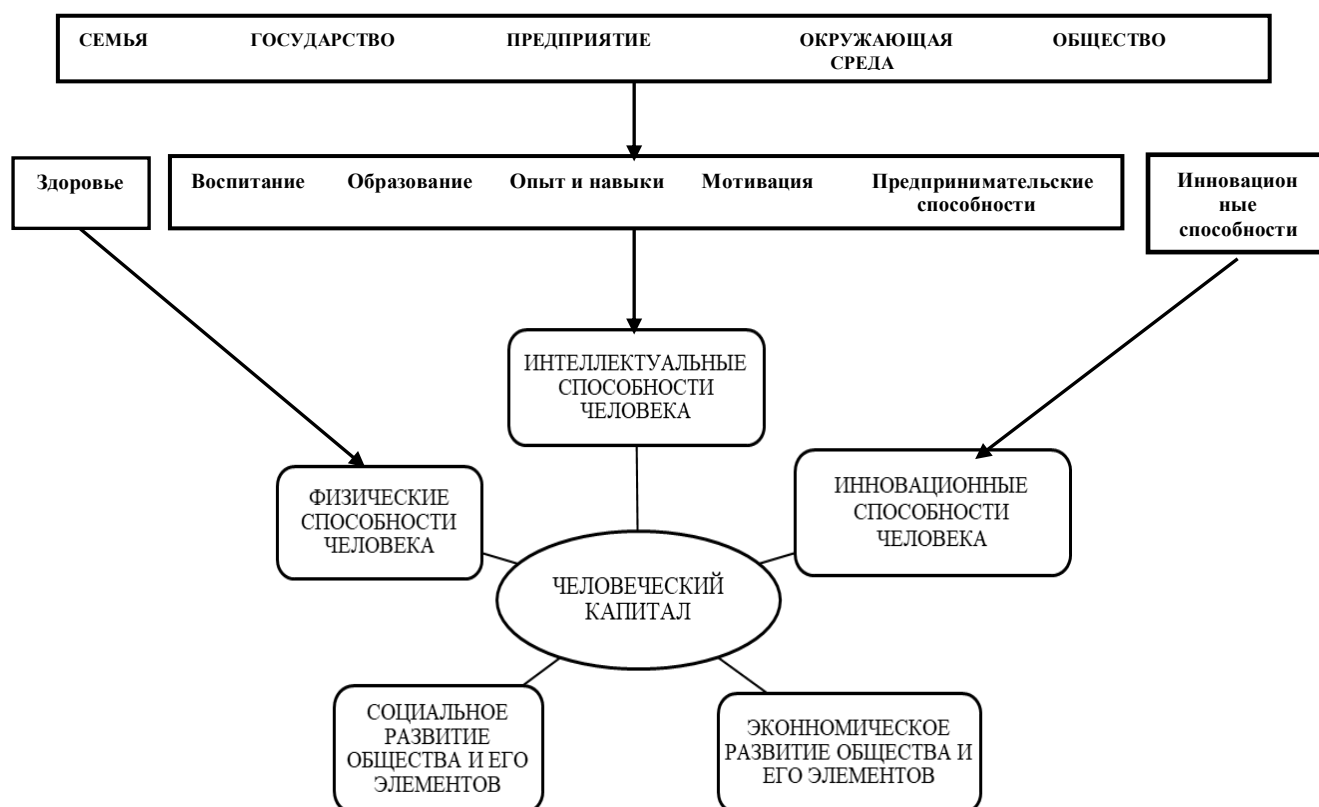 СЕМЬЯ ГОСУДАРСТВО ПРЕДПРИЯТИЕ ОКРУЖАЮЩАЯ ОБЩЕСТВО
СРЕДА
Здоровье
Воспитание Образование Опыт и навыки Мотивация Предпринимательские
способности
Инновацион
ные
способности
ИНТЕЛЛЕКТУАЛЬНЫЕ
СПОСОБНОСТИ
ЧЕЛОВЕКА
ФИЗИЧЕСКИЕ
СПОСОБНОСТИ
ЧЕЛОВЕКА
ИННОВАЦИОННЫЕ
СПОСОБНОСТИ
ЧЕЛОВЕКА
ЧЕЛОВЕЧЕСКИЙ
КАПИТАЛ
СОЦИАЛЬНОЕ
РАЗВИТИЕ
ОБЩЕСТВА И ЕГО
ЭЛЕМЕНТОВ
ЭКОННОМИЧЕСКОЕ
РАЗВИТИЕ ОБЩЕСТВА И
ЕГО ЭЛЕМЕНТОВ